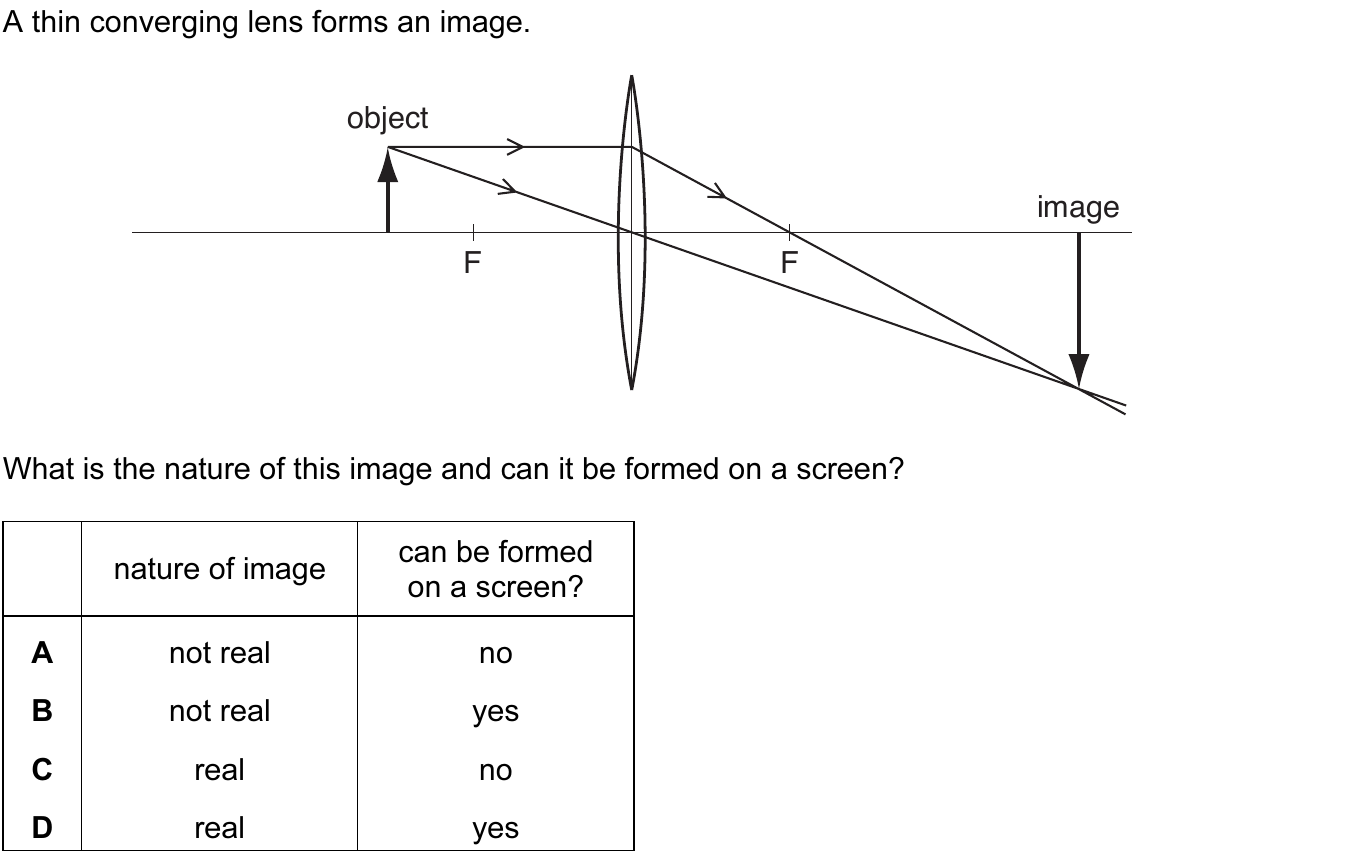 A thin converging lens forms an image.
object
image
F
F
What is the nature of this image and can it be formed on a screen?
nature of image
can be formed
on a screen?
A not real no
B not real yes
C real no
D real yes